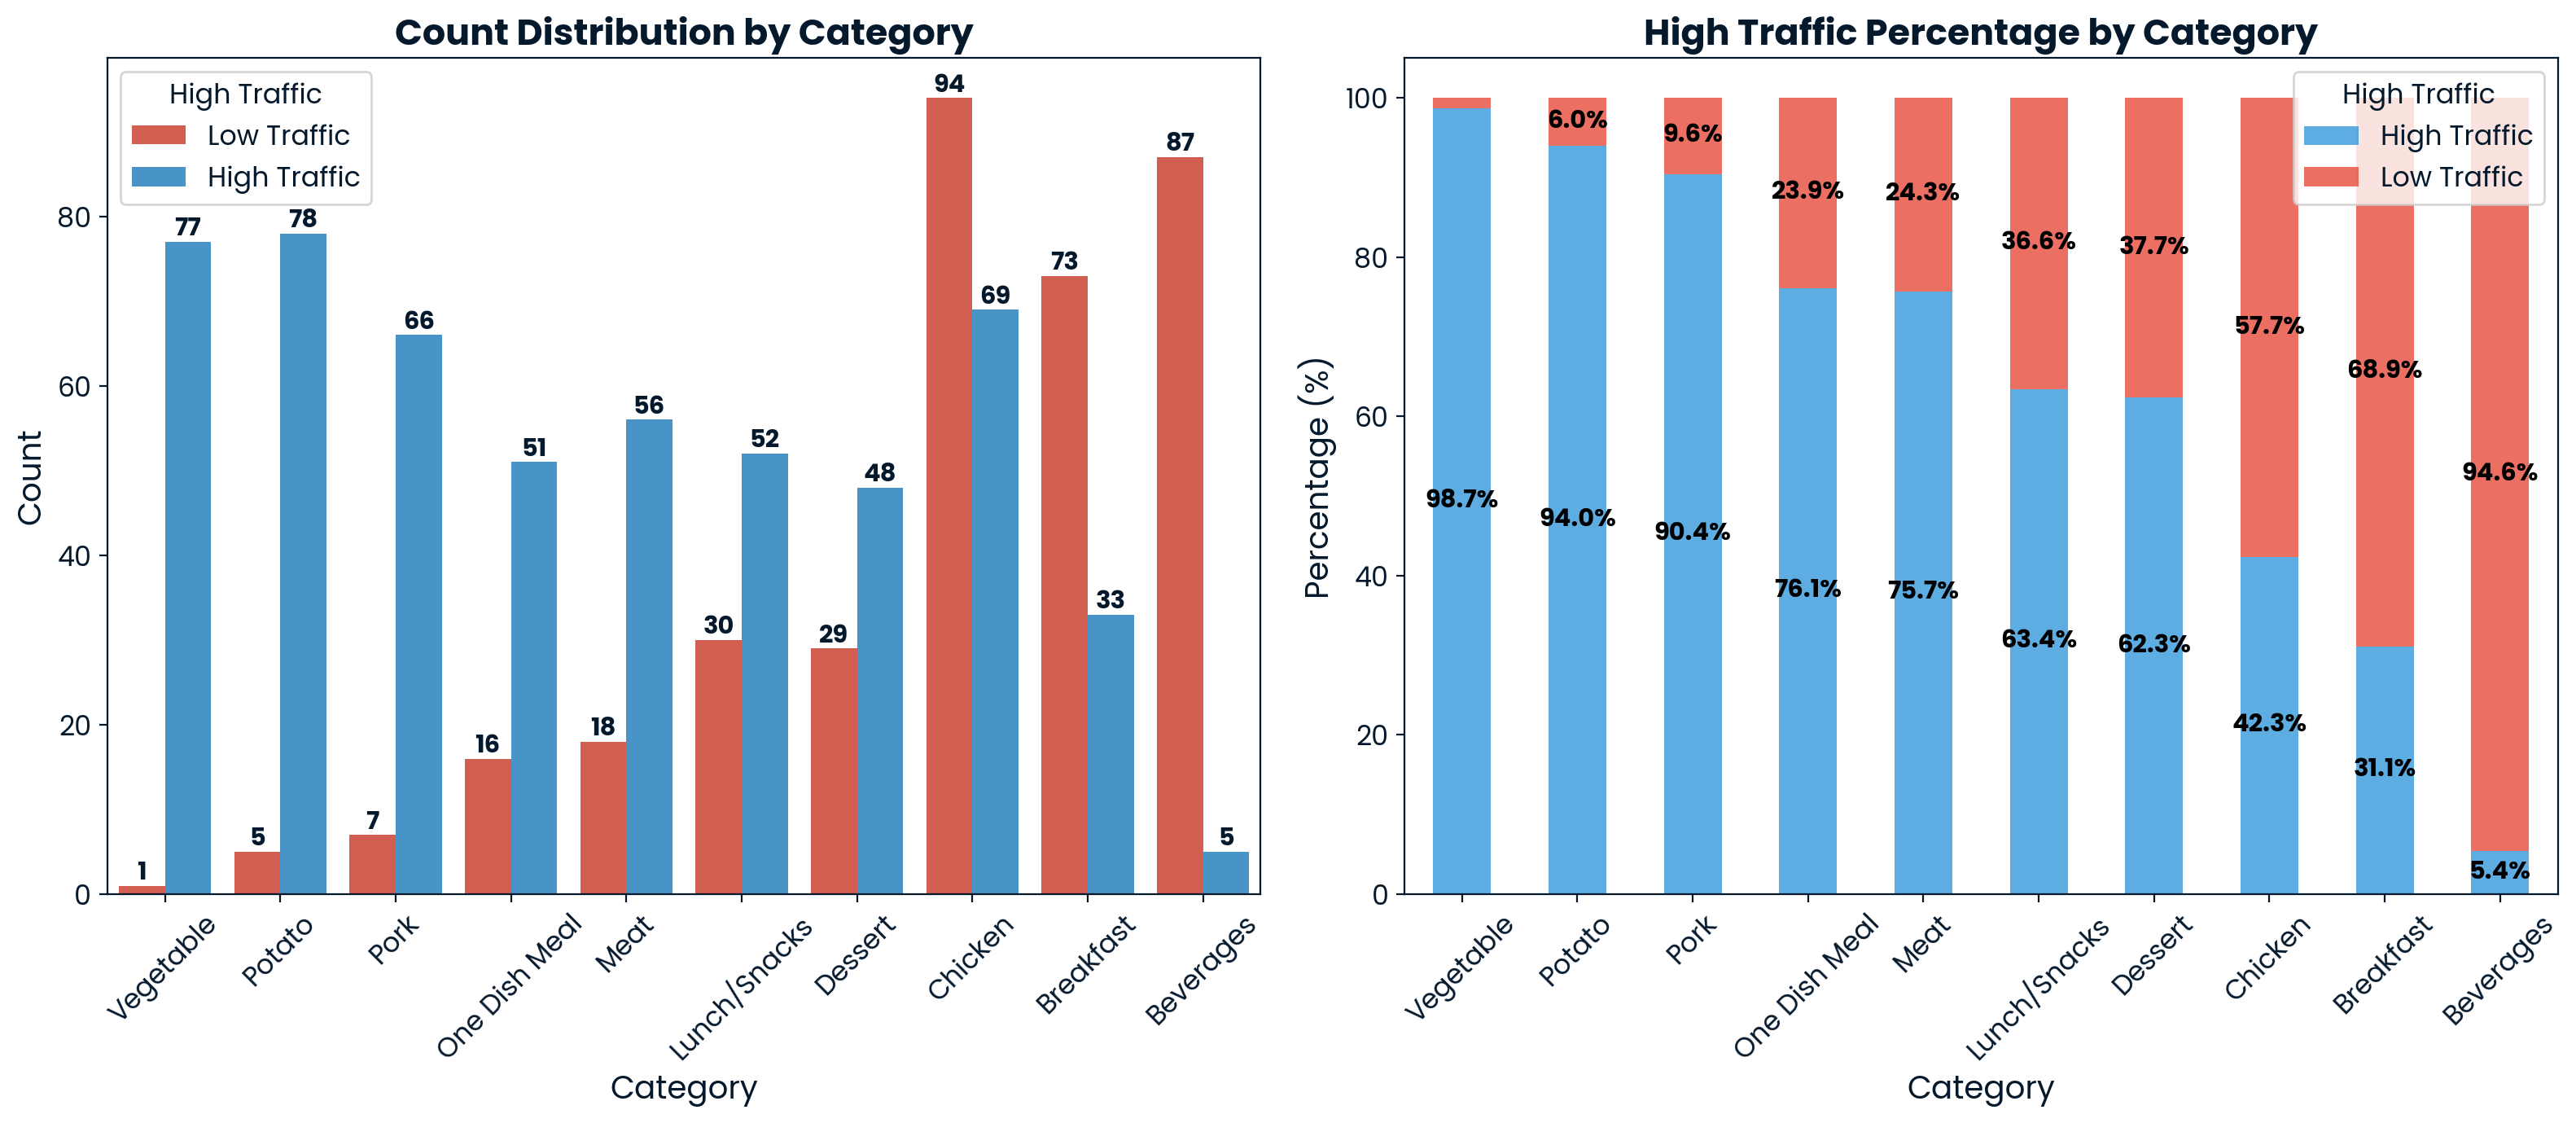 Count Distribution by Category
High Traffic
Low Traffic
High Traffic
Count
80
60
40
20
0
1
77
5
78
7
66
16
51
18
56
30
52
29
48
94
69
73
33
87
5
Vegetable
Potato
Pork
One Dish Meal
Meat
Lunch/Snacks
Dessert
Chicken
Breakfast
Beverages
Category
High Traffic Percentage by Category
High Traffic
High Traffic
Low Traffic
Percentage (%)
100
80
60
40
20
0
98.7%
6.0%
94.0%
9.6%
90.4%
23.9%
76.1%
24.3%
75.7%
36.6%
63.4%
37.7%
62.3%
57.7%
42.3%
68.9%
31.1%
94.6%
5.4%
Vegetable
Potato
Pork
One Dish Meal
Meat
Lunch/Snacks
Dessert
Chicken
Breakfast
Beverages
Category